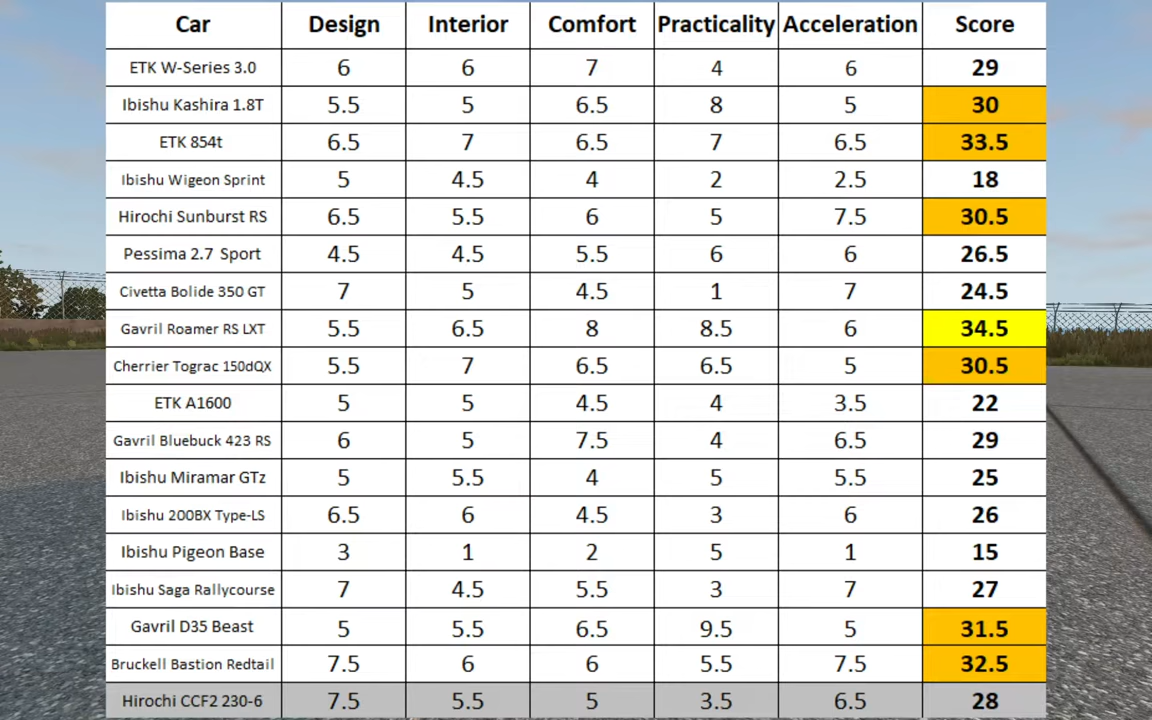 Car Design Interior Comfort Practicality Acceleration Score
ETK W-Series 3.0 6 6 7 4 6 29
Ibishu Kashira 1.8T 5.5 5 6.5 8 5 30
ETK 854t 6.5 7 6.5 7 6.5 33.5
Ibishu Wigeon Sprint 5 4.5 4 2 2.5 18
Hirochi Sunburst RS 6.5 5.5 6 5 7.5 30.5
Pessima 2.7 Sport 4.5 4.5 5.5 6 6 26.5
Civetta Bolide 350 GT 7 5 4.5 1 7 24.5
Gavril Roamer RS LXT 5.5 6.5 8 8.5 6 34.5
Cherrier Tograc 150dQX 5.5 7 6.5 6.5 5 30.5
ETK A1600 5 5 4.5 4 3.5 22
Gavril Bluebuck 423 RS 6 5 7.5 4 6.5 29
Ibishu Miramar GTz 5 5.5 4 5 5.5 25
Ibishu 200BX Type-LS 6.5 6 4.5 3 6 26
Ibishu Pigeon Base 3 1 2 5 1 15
Ibishu Saga Rallycourse 7 4.5 5.5 3 7 27
Gavril D35 Beast 5 5.5 6.5 9.5 5 31.5
Bruckell Bastion Redtail 7.5 6 6 5.5 7.5 32.5
Hirochi CCF2 230-6 7.5 5.5 5 3.5 6.5 28